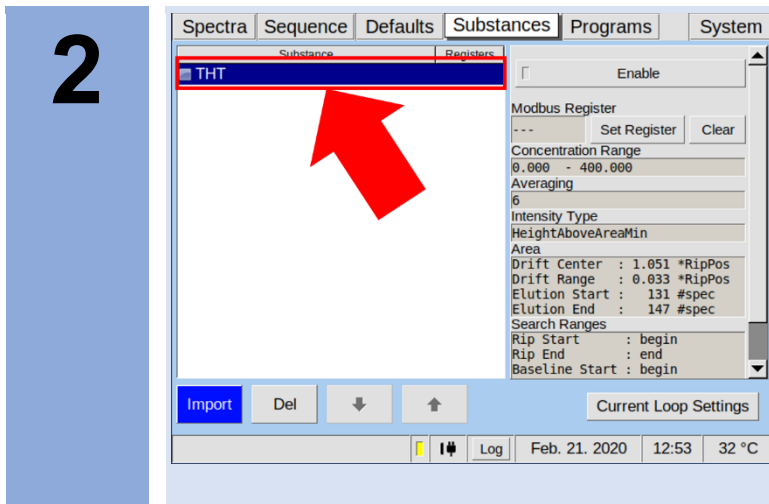 2
Spectra Sequence Defaults Substances Programs System
Substance Registers
THT
Enable
Modbus Register
--- Set Register Clear
Concentration Range
0.000 - 400.000
Averaging
6
Intensity Type
HeightAboveAreaMin
Area
Drift Center : 1.051 *RipPos
Drift Range : 0.033 *RipPos
Elution Start : 131 #spec
Elution End : 147 #spec
Search Ranges
Rip Start : begin
Rip End : end
Baseline Start : begin
Import Del Current Loop Settings
Log Feb. 21. 2020 12:53 32 °C